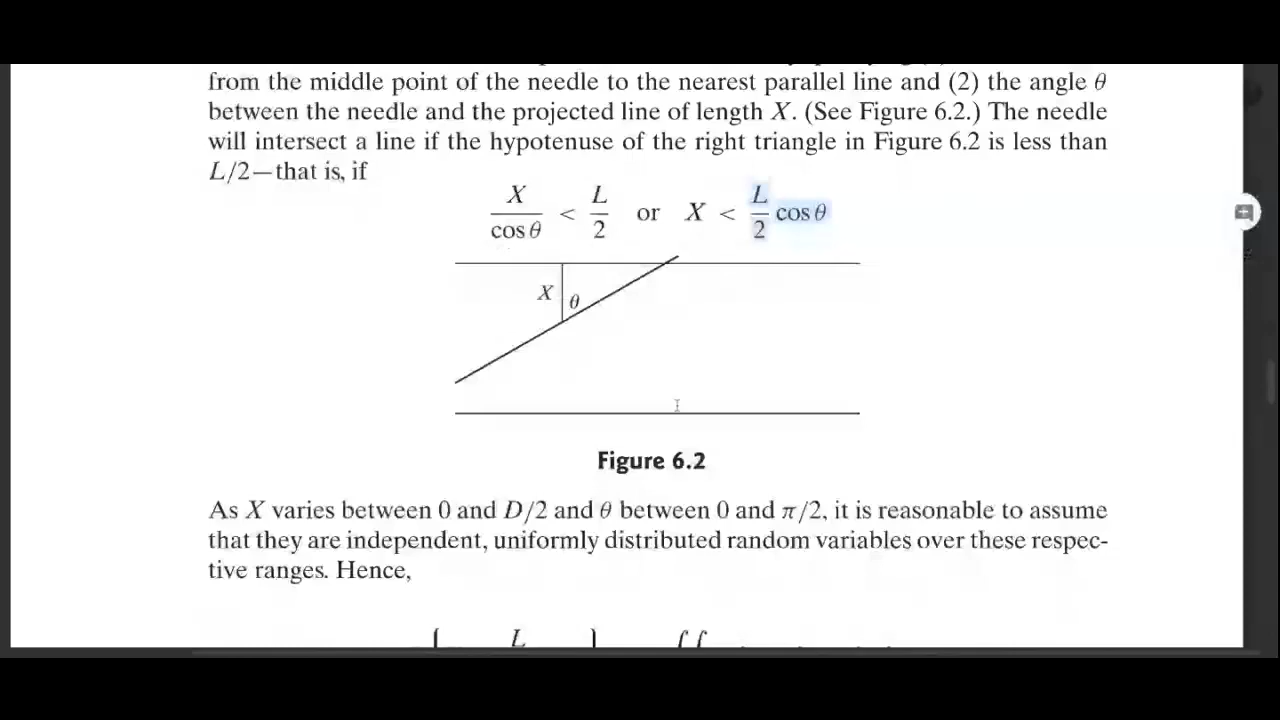 from the middle point of the needle to the nearest parallel line and (2) the angle θ
between the needle and the projected line of length X. (See Figure 6.2.) The needle
will intersect a line if the hypotenuse of the right triangle in Figure 6.2 is less than
L/2—that is, if
X/cos θ < L/2 or X < L/2 cos θ
X θ
Figure 6.2
As X varies between 0 and D/2 and θ between 0 and π/2, it is reasonable to assume
that they are independent, uniformly distributed random variables over these respec-
tive ranges. Hence,
L